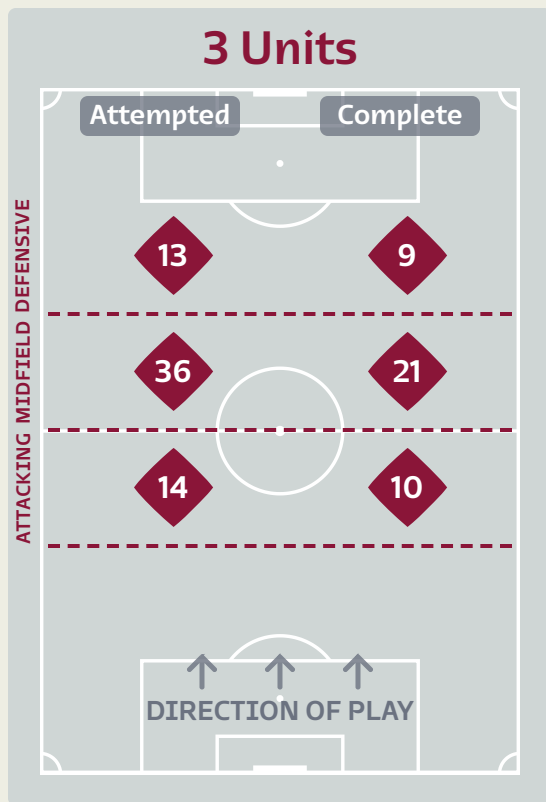 3 Units
Attempted Complete
ATTACKING MIDFIELD DEFENSIVE
13 9
36 21
14 10
DIRECTION OF PLAY